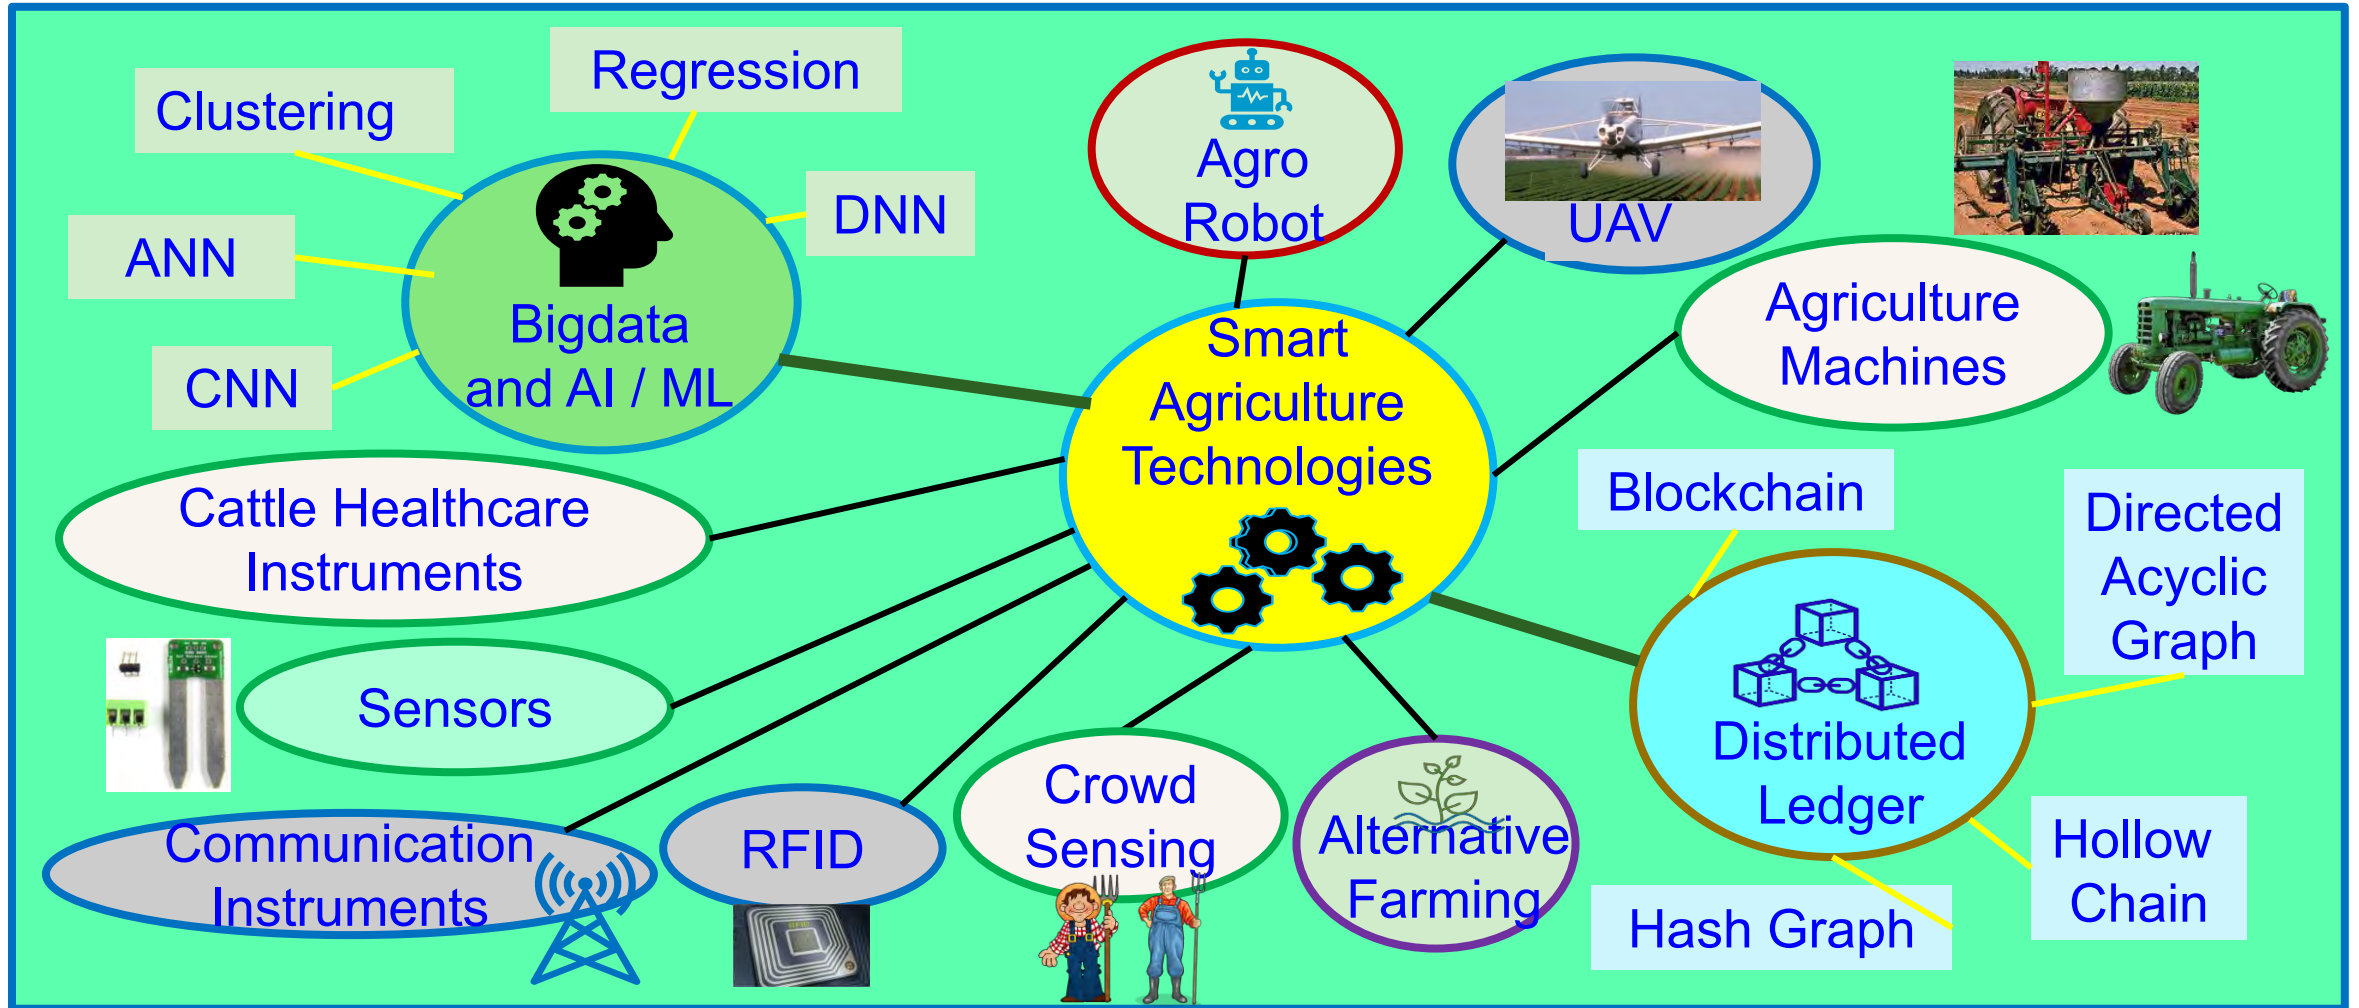 Regression
Clustering
ANN
DNN
CNN
Bigdata
and AI / ML
Agro
Robot
UAV
Agriculture
Machines
Smart
Agriculture
Technologies
Cattle Healthcare
Instruments
Sensors
Communication
Instruments
RFID
Crowd
Sensing
Alternative
Farming
Blockchain
Directed
Acyclic
Graph
Distributed
Ledger
Hollow
Chain
Hash Graph
RFID